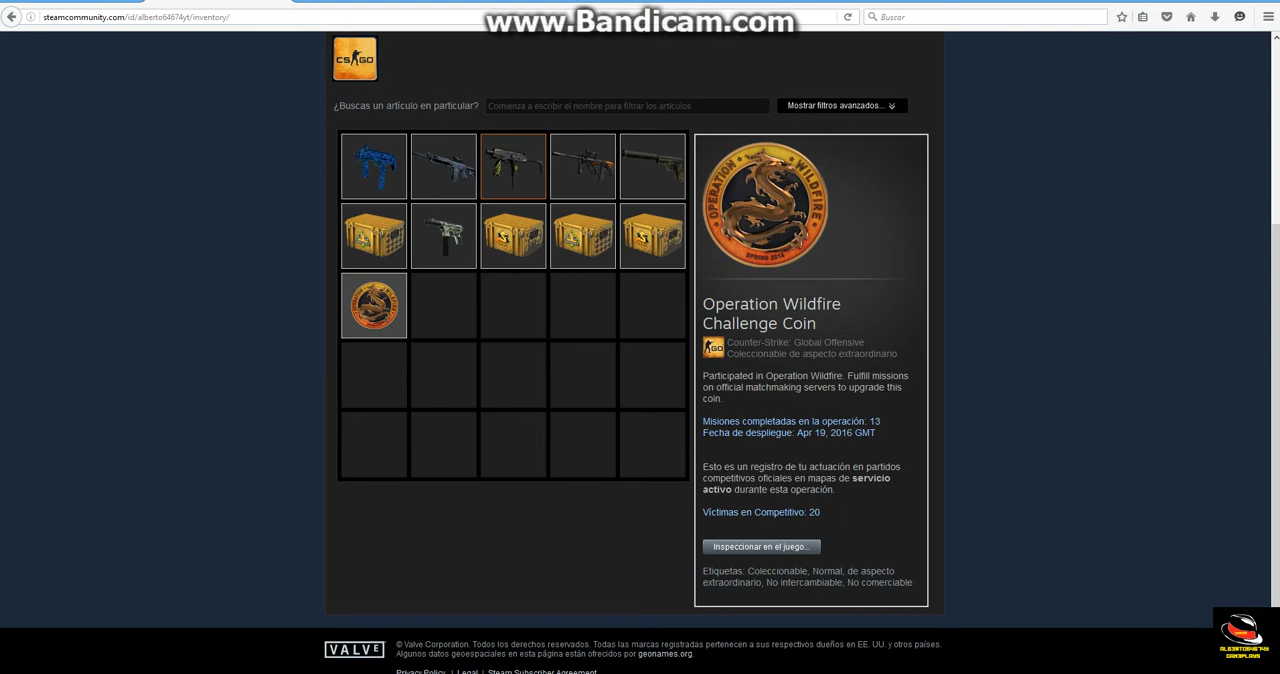 steamcommunity.com/id/alberto64674yt/inventory/
www.Bandicam.com
Buscar
CS GO
¿Buscas un artículo en particular?
Comienza a escribir el nombre para filtrar los artículos
Mostrar filtros avanzados...
OPERATION WILDFIRE
SPRING 2016
Operation Wildfire
Challenge Coin
GO
Counter-Strike: Global Offensive
Coleccionable de aspecto extraordinario
Participated in Operation Wildfire. Fulfill missions
on official matchmaking servers to upgrade this
coin.
Misiones completadas en la operación: 13
Fecha de despliegue: Apr 19, 2016 GMT
Esto es un registro de tu actuación en partidos
competitivos oficiales en mapas de servicio
activo durante esta operación.
Víctimas en Competitivo: 20
Inspeccionar en el juego...
Etiquetas: Coleccionable, Normal, de aspecto
extraordinario, No intercambiable, No comerciable
VALVE
© Valve Corporation. Todos los derechos reservados. Todas las marcas registradas pertenecen a sus respectivos dueños en EE. UU. y otros países.
Algunos datos geoespaciales en esta página están ofrecidos por geonames.org.
Privacy Policy | Legal | Steam Subscriber Agreement
ALBERTO64674Y
GAMEPLAYS